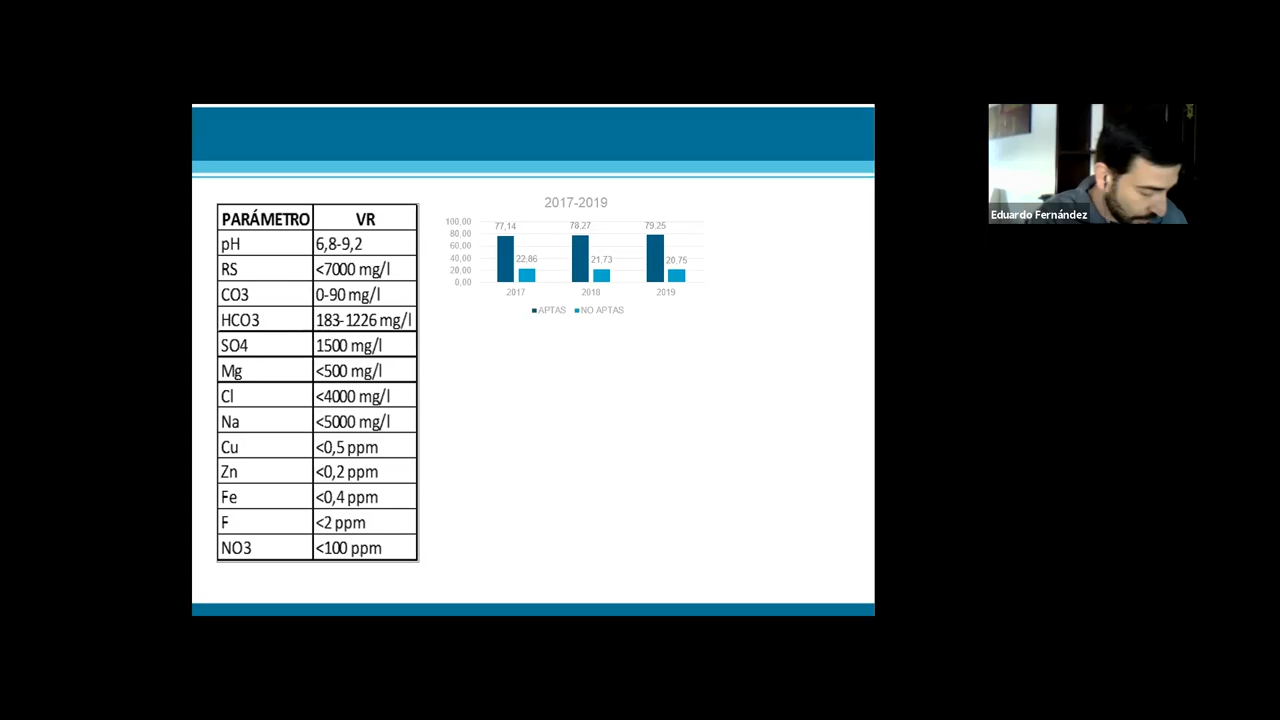 PARÁMETRO VR
pH 6,8-9,2
RS <7000 mg/l
CO3 0-90 mg/l
HCO3 183-1226 mg/l
SO4 1500 mg/l
Mg <500 mg/l
Cl <4000 mg/l
Na <5000 mg/l
Cu <0,5 ppm
Zn <0,2 ppm
Fe <0,4 ppm
F <2 ppm
NO3 <100 ppm
2017-2019
100,00
80,00
60,00
40,00
20,00
0,00
77,14
22,86
78,27
21,73
79,25
20,75
2017 2018 2019
APTAS NO APTAS
Eduardo Fernández